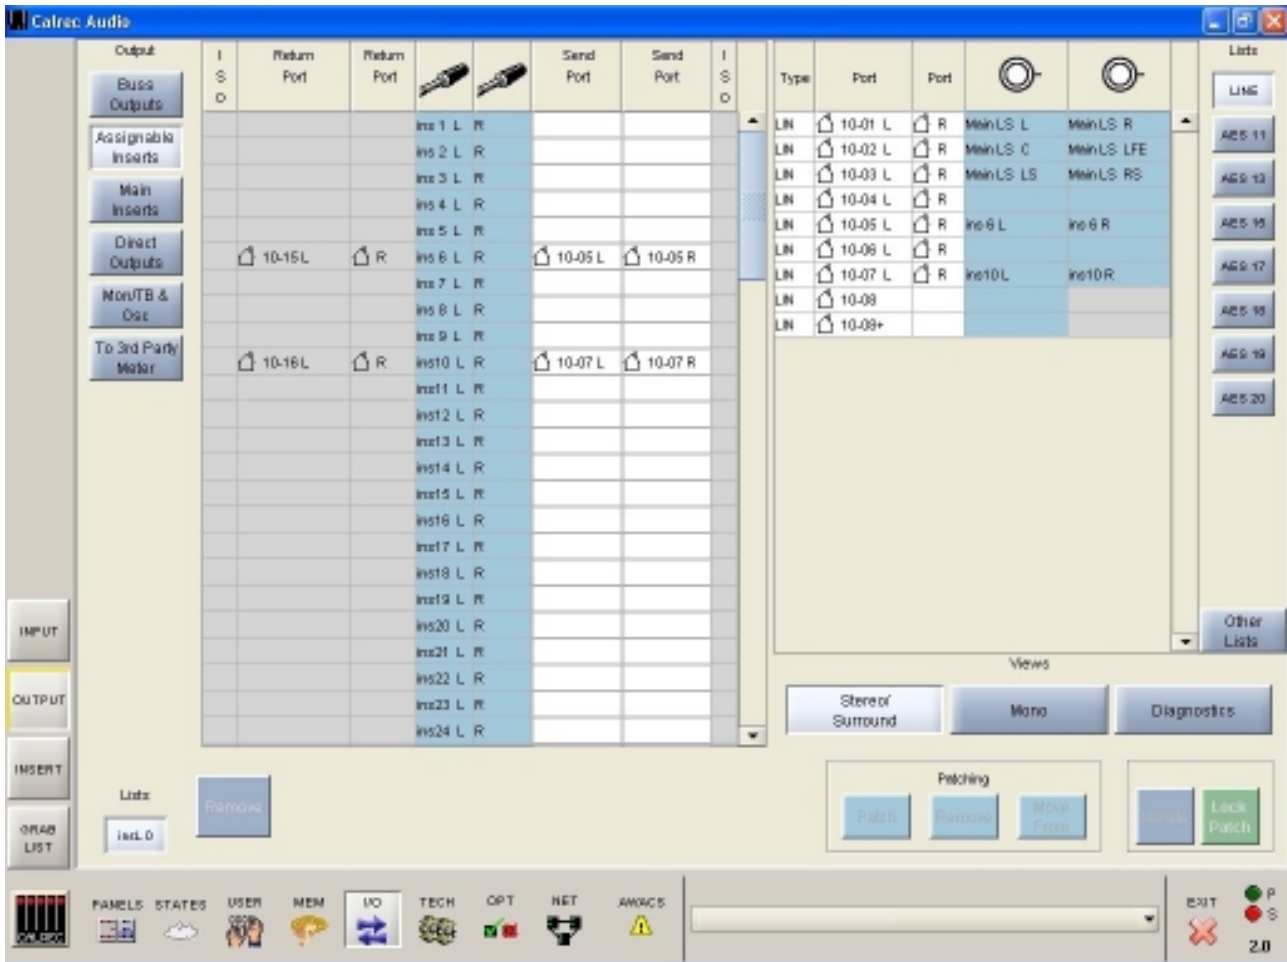 Calrec Audio
Output
Buss Outputs
Assignable Inserts
Main Inserts
Direct Outputs
Mon/TB & Osc
To 3rd Party Meter
I S O Return Port Return Port Send Port Send Port I S O
ins 1 L R
ins 2 L R
ins 3 L R
ins 4 L R
ins 5 L R
10-15 L R ins 6 L R 10-05 L 10-05 R
ins 7 L R
ins 8 L R
ins 9 L R
10-16 L R ins10 L R 10-07 L 10-07 R
ins11 L R
ins12 L R
ins13 L R
ins14 L R
ins15 L R
ins16 L R
ins17 L R
ins18 L R
ins19 L R
ins20 L R
ins21 L R
ins22 L R
ins23 L R
ins24 L R
Type Port Port
LIN 10-01 L R Main LS L Main LS R
LIN 10-02 L R Main LS C Main LS LFE
LIN 10-03 L R Main LS LS Main LS RS
LIN 10-04 L R
LIN 10-05 L R ins 6 L ins 6 R
LIN 10-06 L R
LIN 10-07 L R ins10 L ins10 R
LIN 10-08
LIN 10-08+
Lists
LINE
AES 11
AES 13
AES 16
AES 17
AES 18
AES 19
AES 20
Other Lists
Views
Stereo/ Surround
Mono
Diagnostics
Patching
Patch
Remove
Move From
Isolate
Lock Patch
INPUT
OUTPUT
INSERT
GRAB LIST
Lists
Remove
PANELS STATES USER MEM I/O TECH OPT NET AWACS
CALREC
EXIT
P
S
2.0